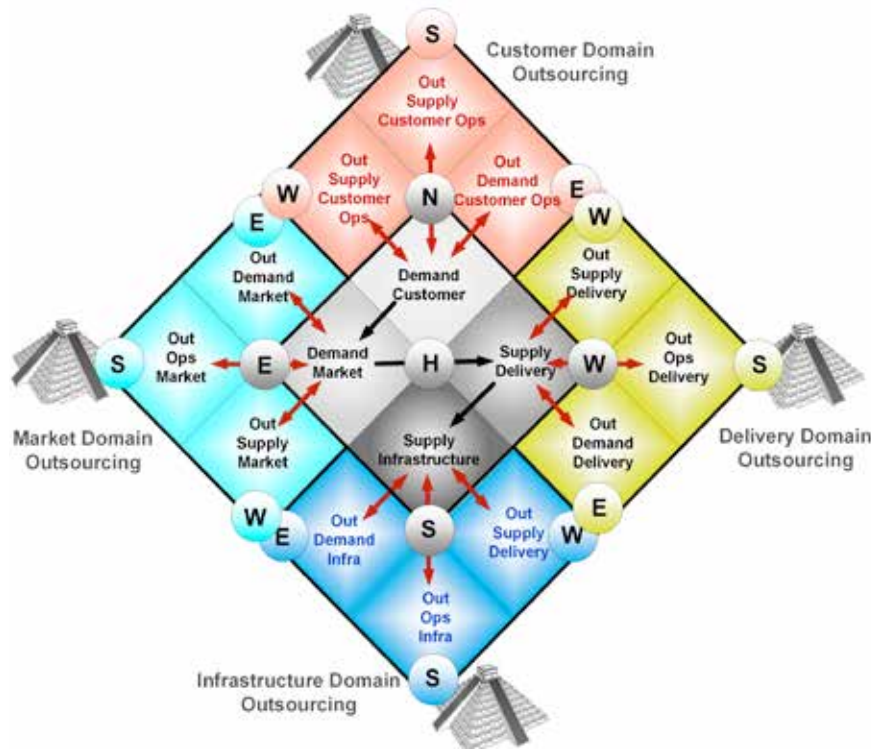 S
Customer Domain
Outsourcing
Out
Supply
Customer Ops
Out
Supply
Customer
Ops
Out
Demand
Customer Ops
W
N
E
E
W
Out
Demand
Market
Demand
Customer
Out
Supply
Delivery
S
Out
Ops
Market
E
Demand
Market
H
Supply
Delivery
W
Out
Ops
Delivery
S
Market Domain
Outsourcing
Out
Supply
Market
Supply
Infrastructure
Out
Demand
Delivery
Delivery Domain
Outsourcing
W
E
Out
Demand
Infra
S
Out
Supply
Delivery
W
E
Out
Ops
Infra
Infrastructure Domain
Outsourcing
S